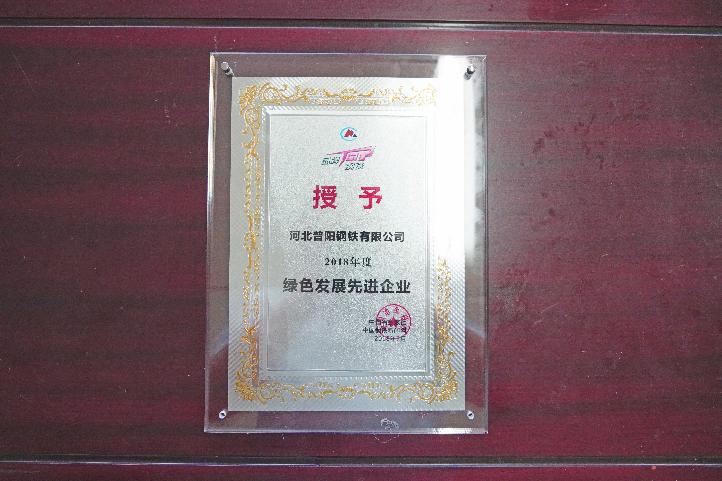 TOP
授予
河北普阳钢铁有限公司
2018年度
绿色发展先进企业